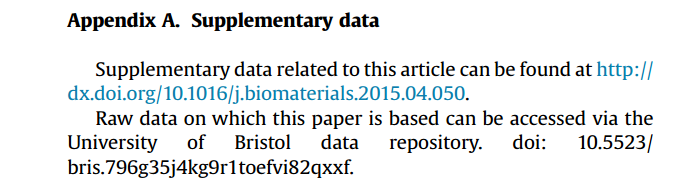 Appendix A. Supplementary data
Supplementary data related to this article can be found at http://
dx.doi.org/10.1016/j.biomaterials.2015.04.050.
Raw data on which this paper is based can be accessed via the
University of Bristol data repository. doi: 10.5523/
bris.796g35j4kg9r1toefvi82qxxf.